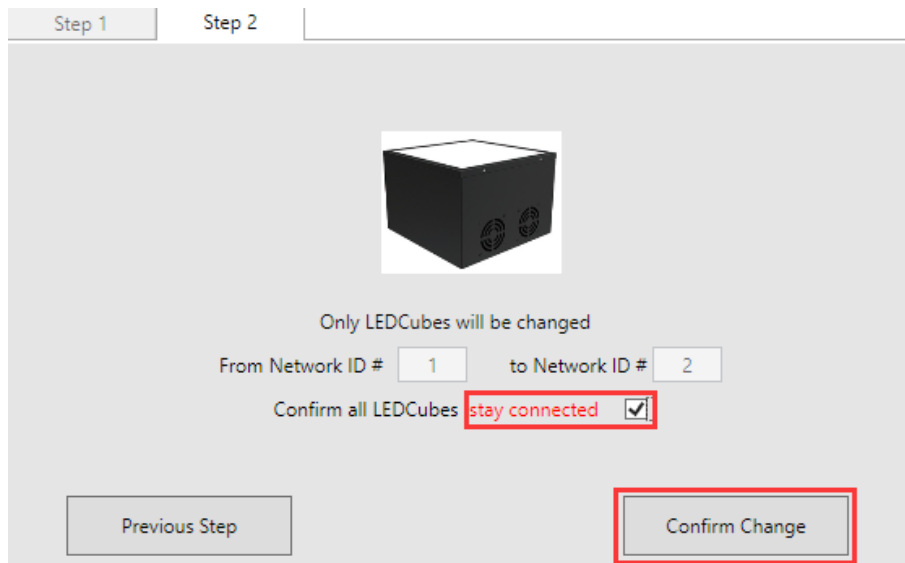 Step 1 Step 2
Only LEDCubes will be changed
From Network ID # 1 to Network ID # 2
Confirm all LEDCubes stay connected
Previous Step Confirm Change